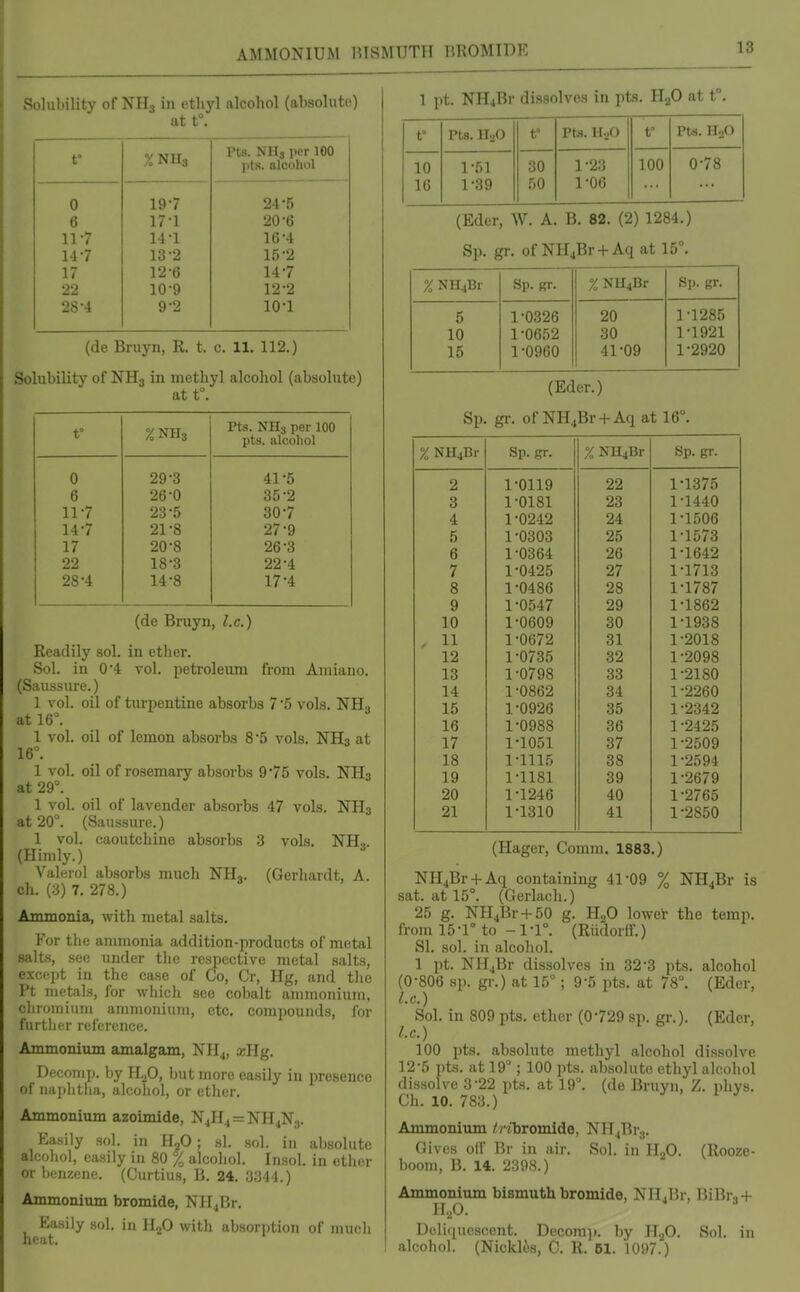 AMMONIUM BISMUTH BROMIDE
13
Solubility of NH₃ in ethyl alcohol (absolute)
at t°.
t° % NH₃ Pts. NH₃ per 100 pts. alcohol
0 19·7 24·5
6 17·1 20·6
11·7 14·1 16·4
14·7 13·2 15·2
17 12·6 14·7
22 10·9 12·2
28·4 9·2 10·1
(de Bruyn, R. t. c. 11. 112.)
Solubility of NH₃ in methyl alcohol (absolute)
at t°.
t° % NH₃ Pts. NH₃ per 100 pts. alcohol
0 29·3 41·5
6 26·0 35·2
11·7 23·5 30·7
14·7 21·8 27·9
17 20·8 26·3
22 18·3 22·4
28·4 14·8 17·4
(de Bruyn, l.c.)
Readily sol. in ether.
Sol. in 0·4 vol. petroleum from Amiano.
(Saussure.)
1 vol. oil of turpentine absorbs 7·5 vols. NH₃
at 16°.
1 vol. oil of lemon absorbs 8·5 vols. NH₃ at
16°.
1 vol. oil of rosemary absorbs 9·75 vols. NH₃
at 29°.
1 vol. oil of lavender absorbs 47 vols. NH₃
at 20°. (Saussure.)
1 vol. caoutchine absorbs 3 vols. NH₃.
(Himly.)
Valerol absorbs much NH₃. (Gerhardt, A.
ch. (3) 7. 278.)
Ammonia, with metal salts.
For the ammonia addition-products of metal
salts, see under the respective metal salts,
except in the case of Co, Cr, Hg, and the
Pt metals, for which see cobalt ammonium,
chromium ammonium, etc. compounds, for
further reference.
Ammonium amalgam, NH₄, xHg.
Decomp. by H₂O, but more easily in presence
of naphtha, alcohol, or ether.
Ammonium azoimide, N₄H₄=NH₄N₃.
Easily sol. in H₂O; sl. sol. in absolute
alcohol, easily in 80 % alcohol. Insol. in ether
or benzene. (Curtius, B. 24. 3344.)
Ammonium bromide, NH₄Br.
Easily sol. in H₂O with absorption of much
heat.
1 pt. NH₄Br dissolves in pts. H₂O at t°.
t° Pts. H₂O t° Pts. H₂O t° Pts. H₂O
10 1·51 30 1·23 100 0·78
16 1·39 50 1·06 ... ...
(Eder, W. A. B. 82. (2) 1284.)
Sp. gr. of NH₄Br+Aq at 15°.
% NH₄Br Sp. gr. % NH₄Br Sp. gr.
5 1·0326 20 1·1285
10 1·0652 30 1·1921
15 1·0960 41·09 1·2920
(Eder.)
Sp. gr. of NH₄Br+Aq at 16°.
% NH₄Br Sp. gr. % NH₄Br Sp. gr.
2 1·0119 22 1·1375
3 1·0181 23 1·1440
4 1·0242 24 1·1506
5 1·0303 25 1·1573
6 1·0364 26 1·1642
7 1·0425 27 1·1713
8 1·0486 28 1·1787
9 1·0547 29 1·1862
10 1·0609 30 1·1938
11 1·0672 31 1·2018
12 1·0735 32 1·2098
13 1·0798 33 1·2180
14 1·0862 34 1·2260
15 1·0926 35 1·2342
16 1·0988 36 1·2425
17 1·1051 37 1·2509
18 1·1115 38 1·2594
19 1·1181 39 1·2679
20 1·1246 40 1·2765
21 1·1310 41 1·2850
(Hager, Comm. 1883.)
NH₄Br+Aq containing 41·09 % NH₄Br is
sat. at 15°. (Gerlach.)
25 g. NH₄Br+50 g. H₂O lower the temp.
from 15·1° to -1·1°. (Rüdorff.)
Sl. sol. in alcohol.
1 pt. NH₄Br dissolves in 32·3 pts. alcohol
(0·806 sp. gr.) at 15°; 9·5 pts. at 78°. (Eder,
l.c.)
Sol. in 809 pts. ether (0·729 sp. gr.). (Eder,
l.c.)
100 pts. absolute methyl alcohol dissolve
12·5 pts. at 19°; 100 pts. absolute ethyl alcohol
dissolve 3·22 pts. at 19°. (de Bruyn, Z. phys.
Ch. 10. 783.)
Ammonium tribromide, NH₄Br₃.
Gives off Br in air. Sol. in H₂O. (Rooze-
boom, B. 14. 2398.)
Ammonium bismuth bromide, NH₄Br, BiBr₃+
H₂O.
Deliquescent. Decomp. by H₂O. Sol. in
alcohol. (Nicklès, C. R. 51. 1097.)